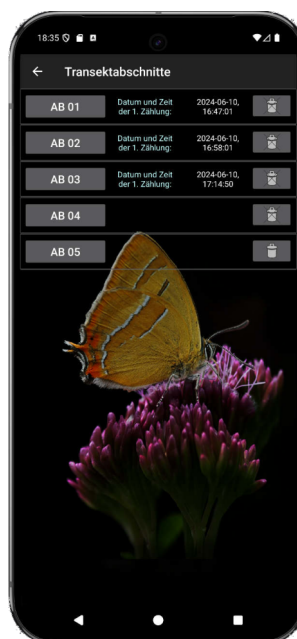 18:35
Transektabschnitte
AB 01 Datum und Zeit 2024-06-10,
der 1. Zählung: 16:47:01
AB 02 Datum und Zeit 2024-06-10,
der 1. Zählung: 16:58:01
AB 03 Datum und Zeit 2024-06-10,
der 1. Zählung: 17:14:50
AB 04
AB 05